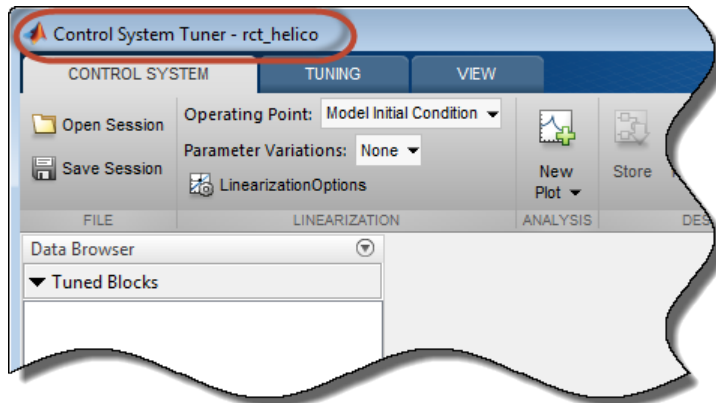 Control System Tuner - rct_helico
CONTROL SYSTEM TUNING VIEW
Open Session
Save Session
Operating Point: Model Initial Condition
Parameter Variations: None
LinearizationOptions
New
Plot
Store
FILE LINEARIZATION ANALYSIS
Data Browser
Tuned Blocks